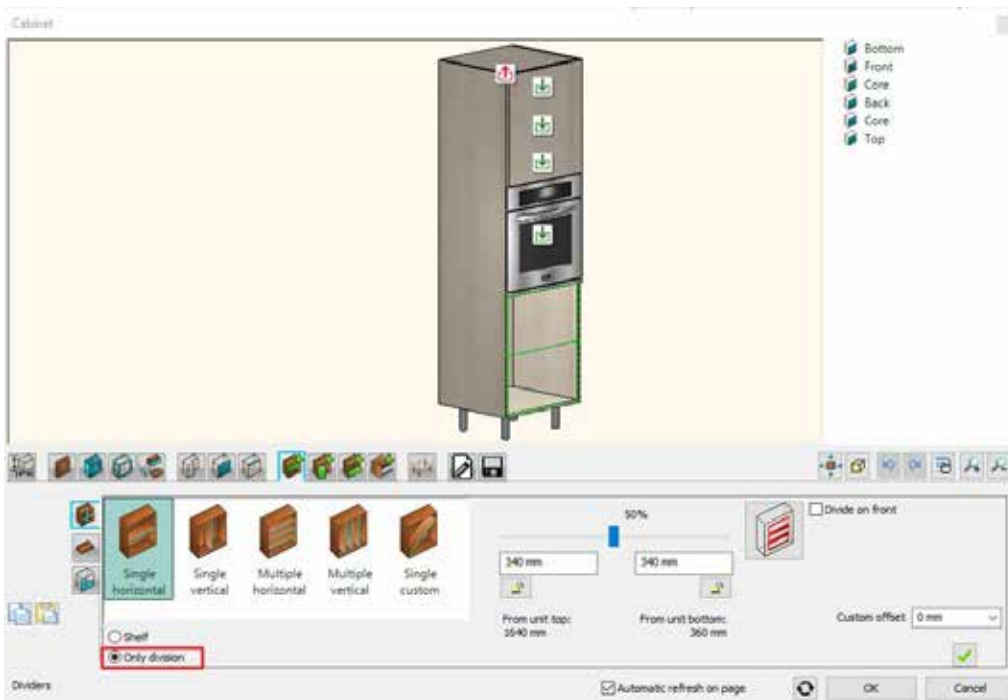 Cabinet
Bottom
Front
Core
Back
Core
Top
50%
Divide on front
340 mm
340 mm
Single
horizontal
Single
vertical
Multiple
horizontal
Multiple
vertical
Single
custom
From unit top:
1640 mm
From unit bottom:
360 mm
Custom offset 0 mm
Shelf
Only division
Dividers
Automatic refresh on page
OK
Cancel